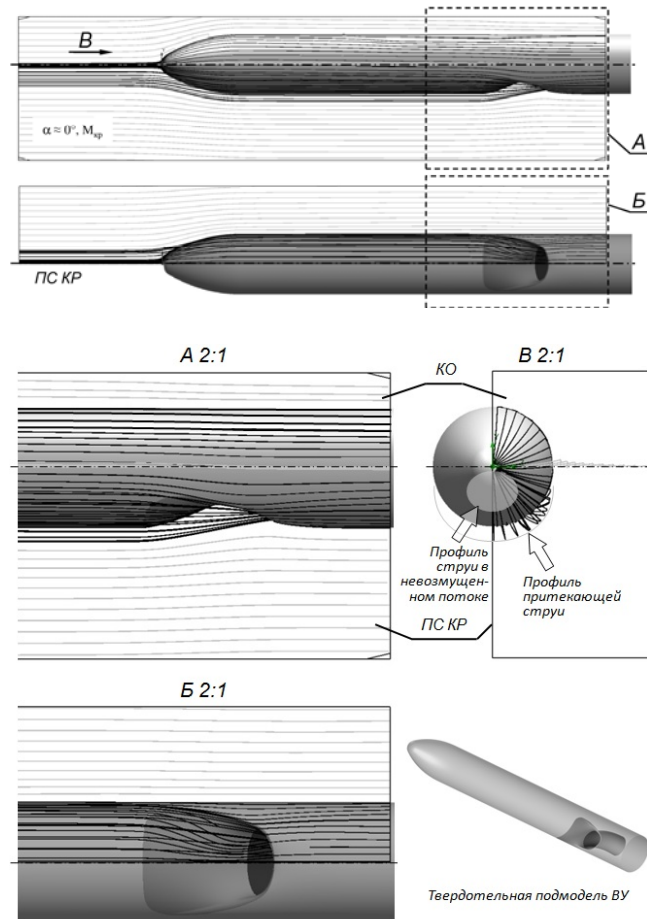 В
α ≈ 0°, Мкр
А
Б
ПС КР
А 2:1
КО
В 2:1
Профиль
струи в
невозмущен-
ном потоке
Профиль
притекающей
струи
ПС КР
Б 2:1
Твердотельная подмодель ВУ